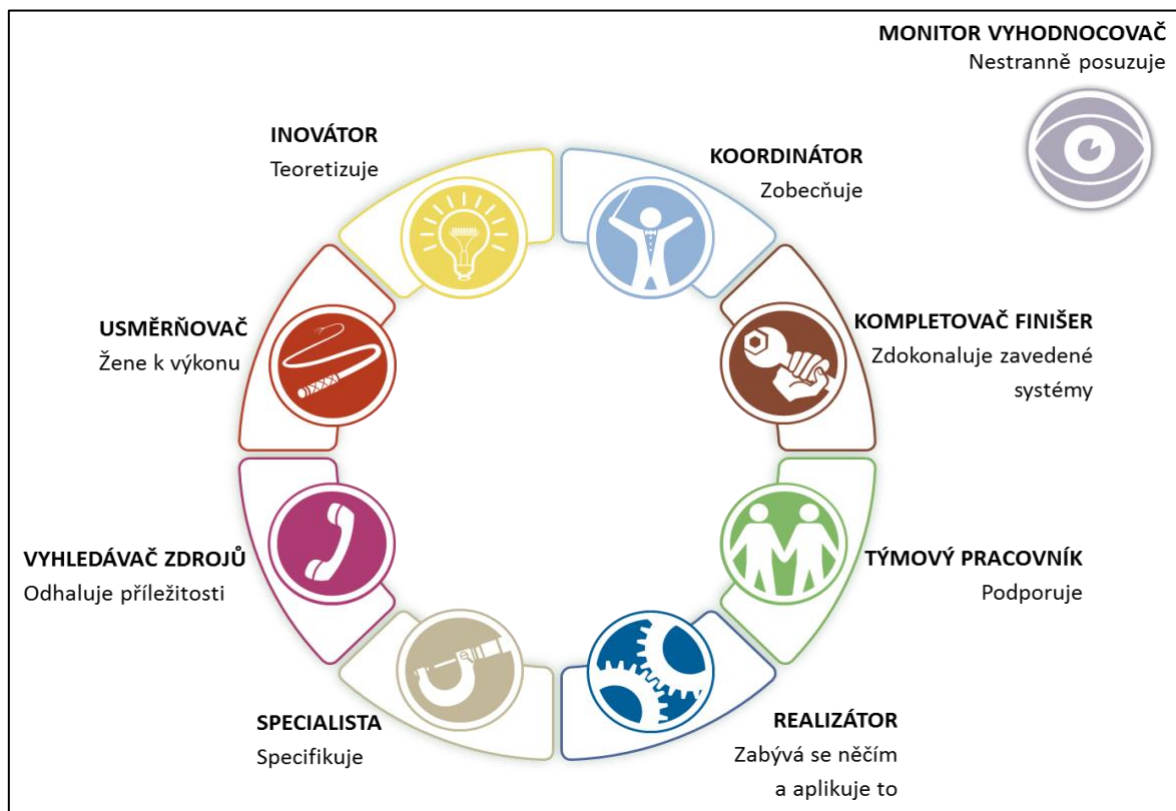 MONITOR VYHODNOCOVAČ
Nestranně posuzuje
INOVÁTOR
Teoretizuje
KOORDINÁTOR
Zobecňuje
USMĚRŇOVAČ
Žene k výkonu
KOMPLETOVAČ FINIŠER
Zdokonaluje zavedené
systémy
VYHLEDÁVAČ ZDROJŮ
Odhaluje příležitosti
TÝMOVÝ PRACOVNÍK
Podporuje
SPECIALISTA
Specifikuje
REALIZÁTOR
Zabývá se něčím
a aplikuje to